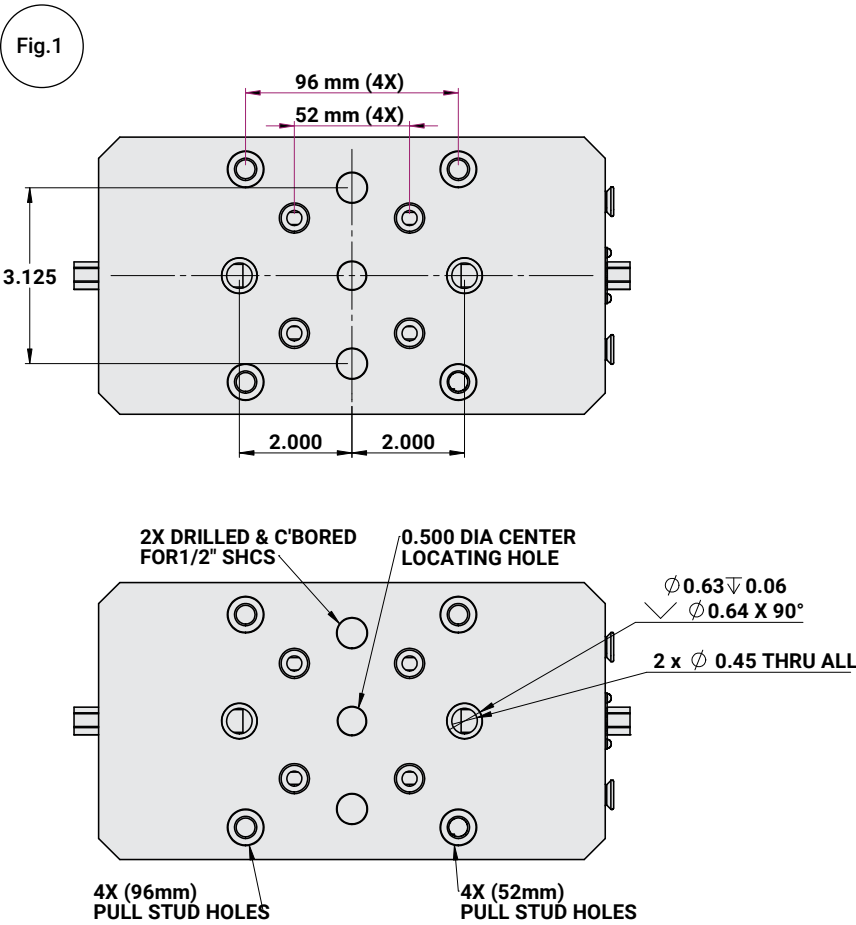 Fig.1
96 mm (4X)
52 mm (4X)
3.125
2.000
2.000
2X DRILLED & C'BORED
FOR1/2" SHCS
0.500 DIA CENTER
LOCATING HOLE
∅0.63↧0.06
⌵ ∅0.64 X 90°
2 x ∅ 0.45 THRU ALL
4X (96mm)
PULL STUD HOLES
4X (52mm)
PULL STUD HOLES